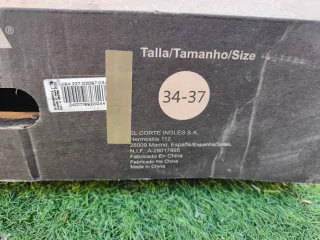 Talla/Tamanho/Size
34-37
EL CORTE INGLES S.A.
Hermosilla 112
28009 Madrid, España/Espanha/Spain
N.I.F.: A-28017895
Fabricado En China
Fabricado Na China
Made In China